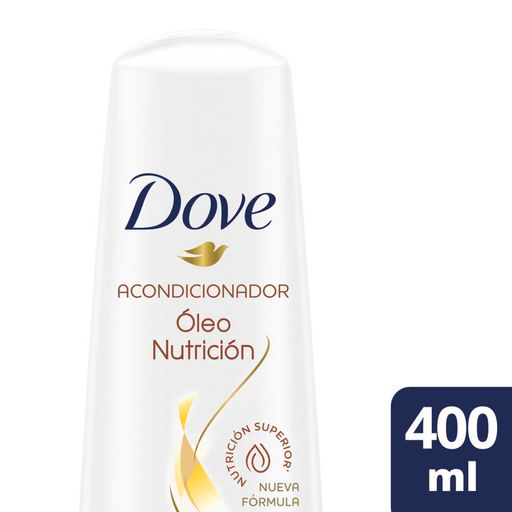 Dove
ACONDICIONADOR
Óleo
Nutrición
NUTRICIÓN SUPERIOR·
NUEVA
FÓRMULA
400
ml